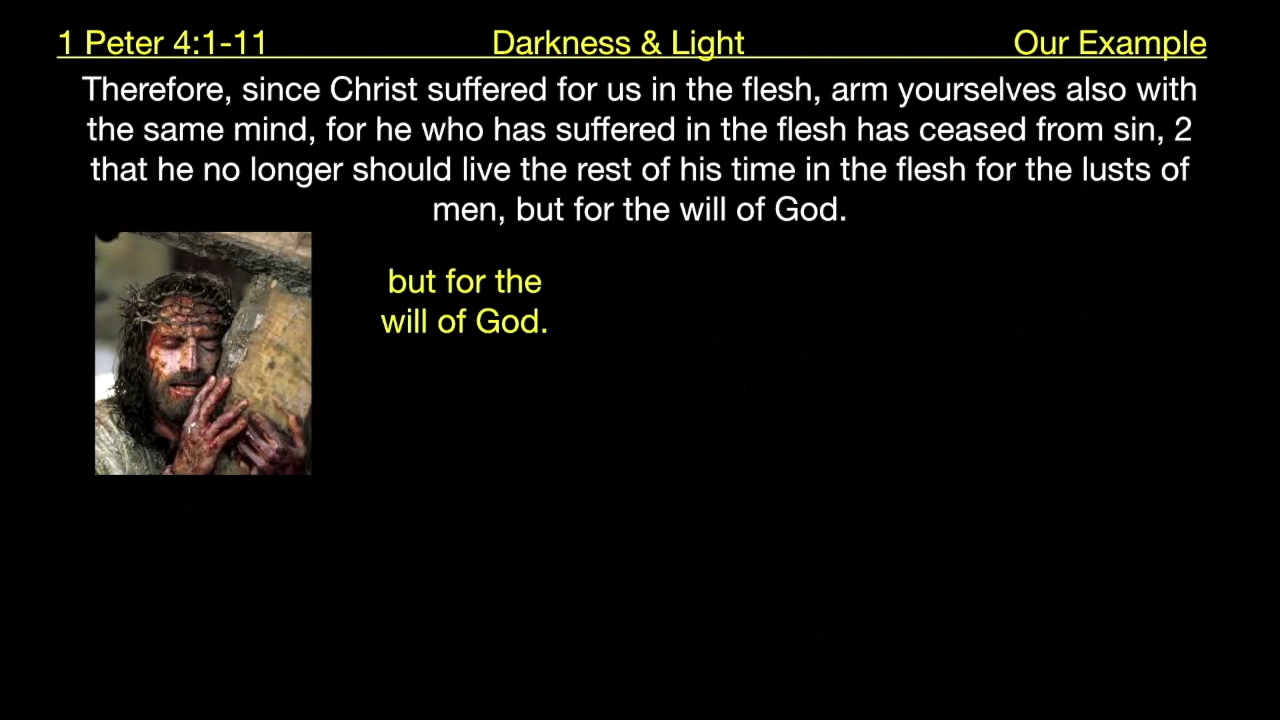 1 Peter 4:1-11 Darkness & Light Our Example
Therefore, since Christ suffered for us in the flesh, arm yourselves also with
the same mind, for he who has suffered in the flesh has ceased from sin, 2
that he no longer should live the rest of his time in the flesh for the lusts of
men, but for the will of God.
but for the
will of God.